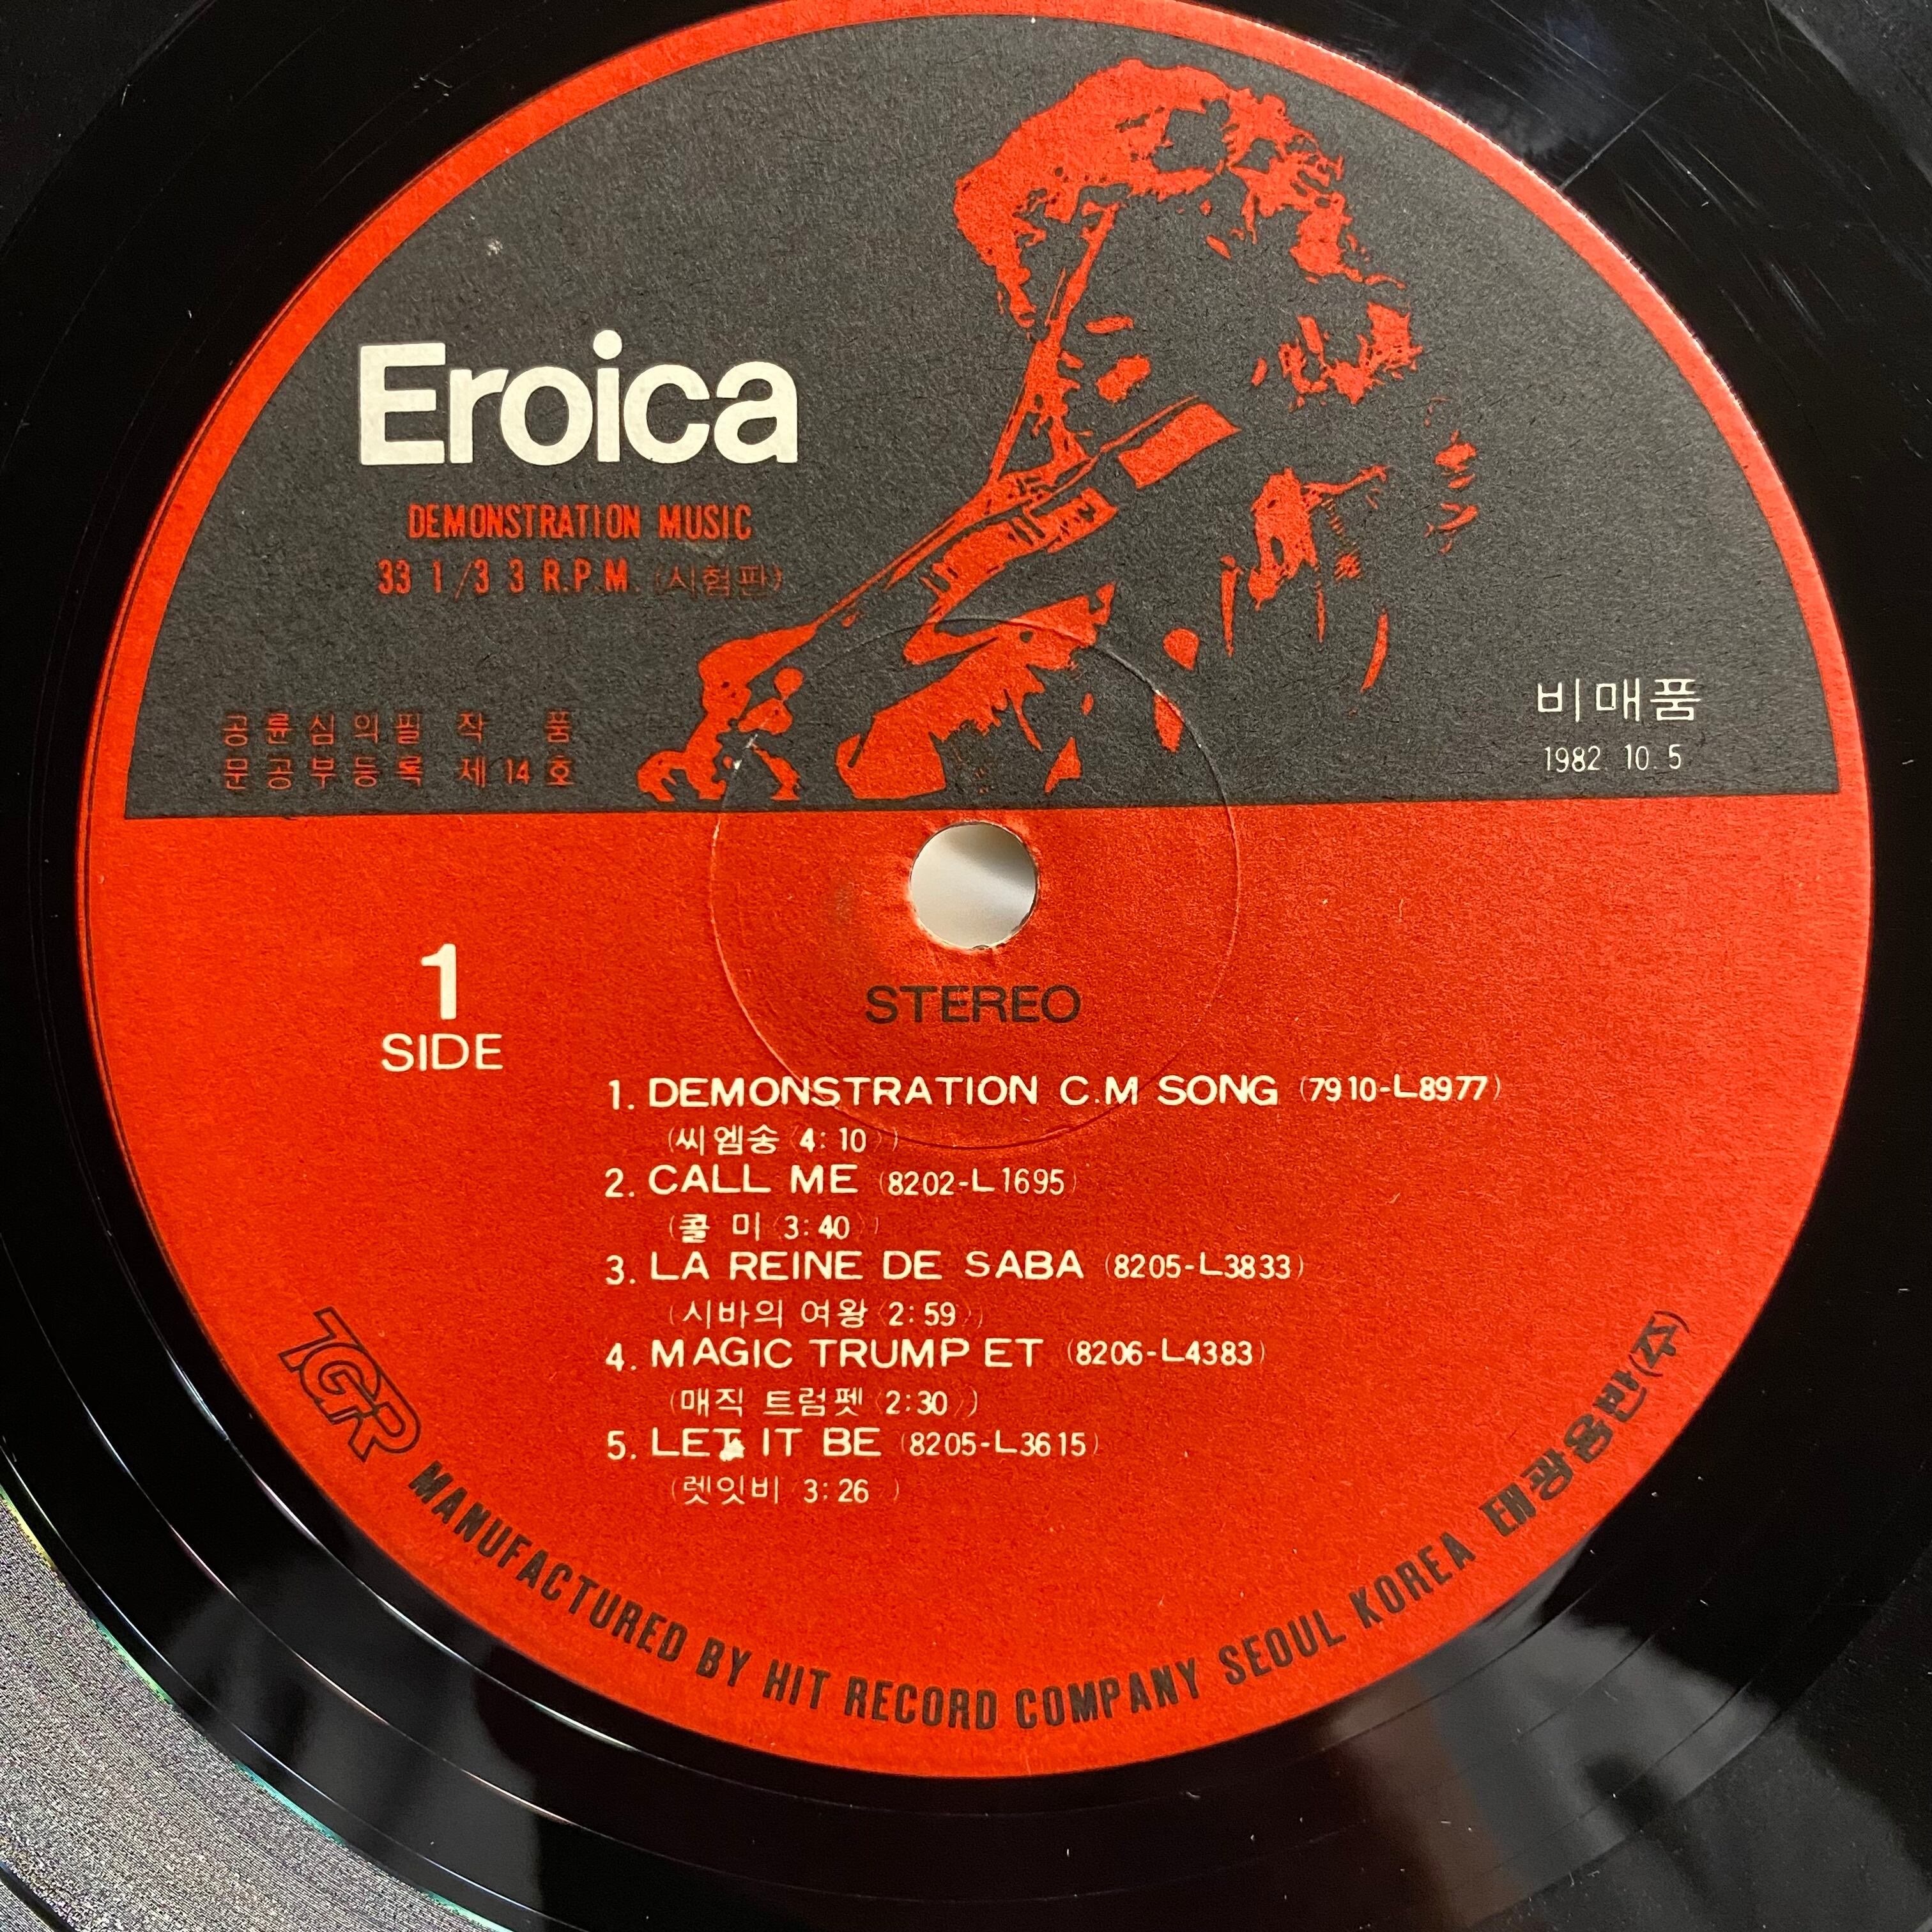 Eroica
DEMONSTRATION MUSIC
33 1/3 3 R.P.M. (시험판)
공륜심의필 작 품
문공부등록 제14호
비매품
1982 10. 5
1
SIDE
STEREO
1. DEMONSTRATION C.M SONG (7910-L8977)
(씨엠송 〈4:10〉)
2. CALL ME (8202-L1695)
(콜 미 〈3:40〉)
3. LA REINE DE SABA (8205-L3833)
(시바의 여왕 〈2:59〉)
4. MAGIC TRUMPET (8206-L4383)
(매직 트럼펫 〈2:30〉)
5. LET IT BE (8205-L3615)
(렛잇비 3:26 )
TGR MANUFACTURED BY HIT RECORD COMPANY SEOUL KOREA 태광음반(주)